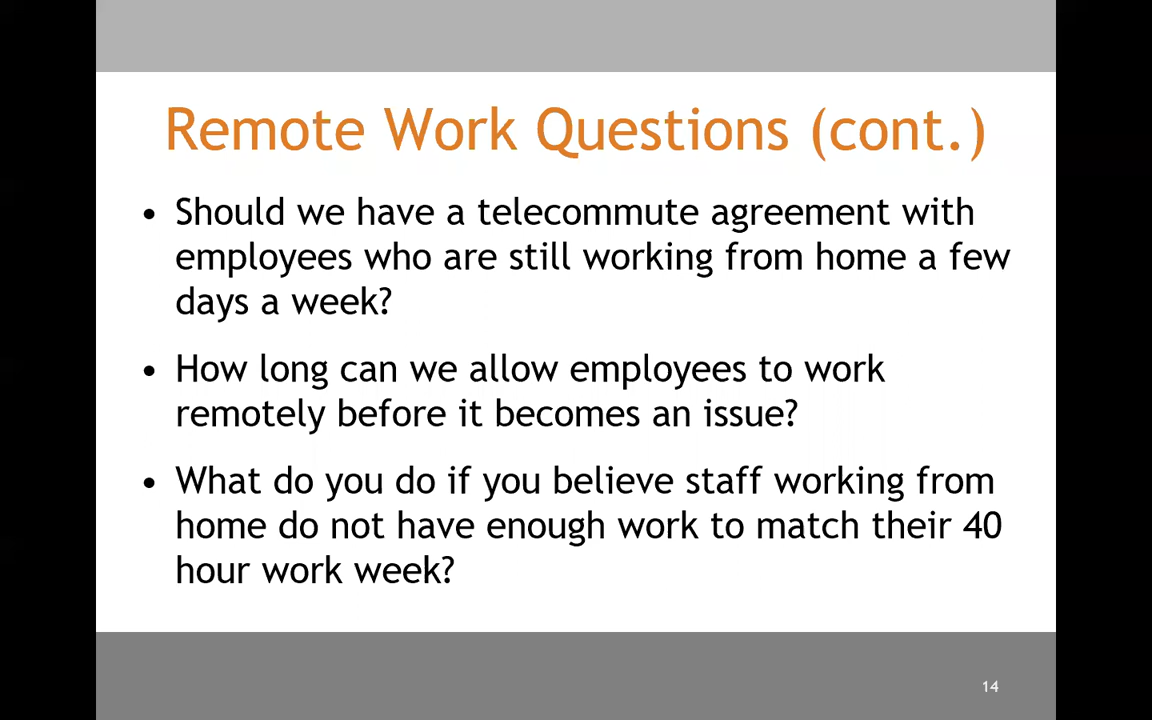 Remote Work Questions (cont.)
• Should we have a telecommute agreement with
employees who are still working from home a few
days a week?
• How long can we allow employees to work
remotely before it becomes an issue?
• What do you do if you believe staff working from
home do not have enough work to match their 40
hour work week?
14